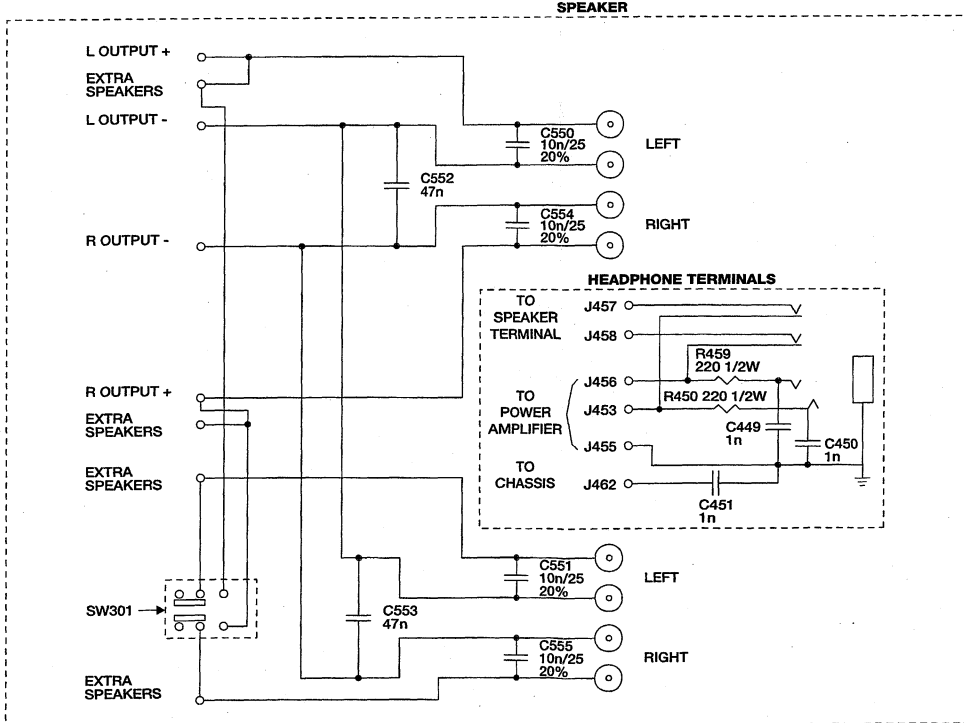 SPEAKER
L OUTPUT +
EXTRA
SPEAKERS
L OUTPUT -
C550
10n/25
20%
LEFT
C552
47n
C554
10n/25
20%
RIGHT
R OUTPUT -
HEADPHONE TERMINALS
TO
SPEAKER
TERMINAL
J457
J458
R459
220 1/2W
J456
R450 220 1/2W
TO
POWER
AMPLIFIER
J453
C449
1n
C450
1n
J455
TO
CHASSIS
J462
C451
1n
R OUTPUT +
EXTRA
SPEAKERS
EXTRA
SPEAKERS
C551
10n/25
20%
LEFT
SW301
C553
47n
C555
10n/25
20%
RIGHT
EXTRA
SPEAKERS